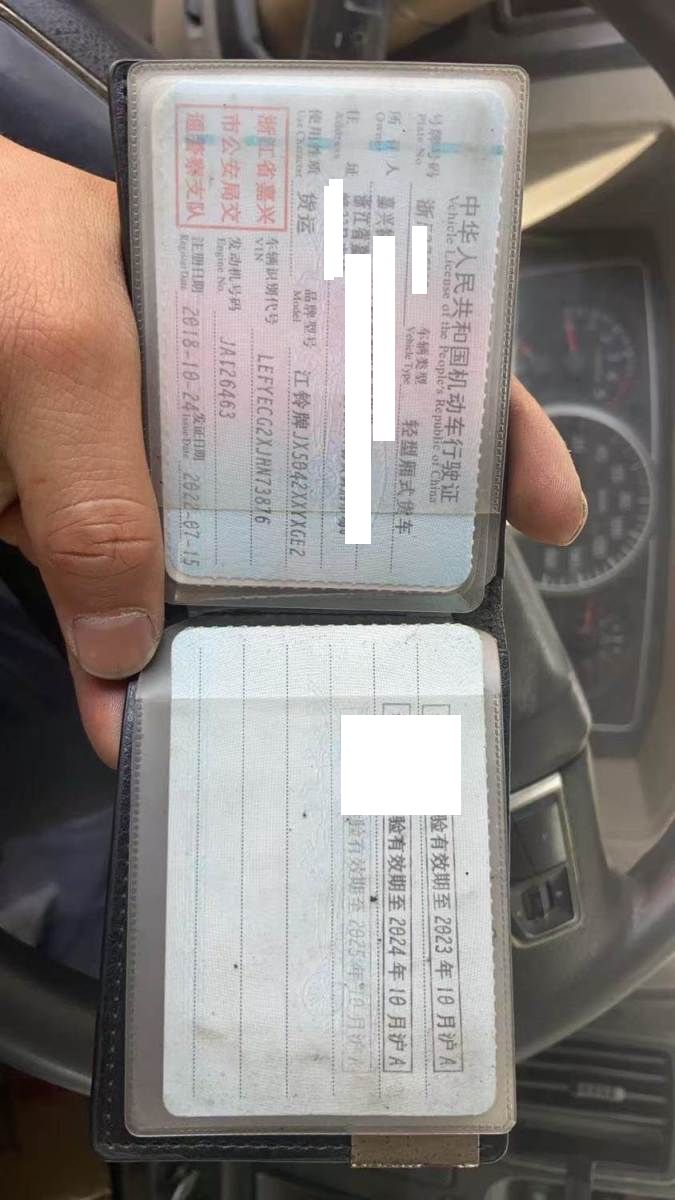 中华人民共和国机动车行驶证
Vehicle License of the People's Republic of China
号牌号码
Plate No.
浙
车辆类型
Vehicle Type
轻型厢式货车
所有人
Owner
嘉兴
住址
Address
浙江省嘉
使用性质
Use Character
货运
品牌型号
Model
江铃牌JX5042XXYXGE2
浙江省嘉兴
市公安局交
通警察支队
车辆识别代号
VIN
LEFYECG2XJHN73876
发动机号码
Engine No.
JA126463
注册日期
Register Date
2018-10-24
发证日期
Issue Date
2022-07-15
验有效期至2023年10月沪A
验有效期至2024年10月沪A
验有效期至2025年10月沪A